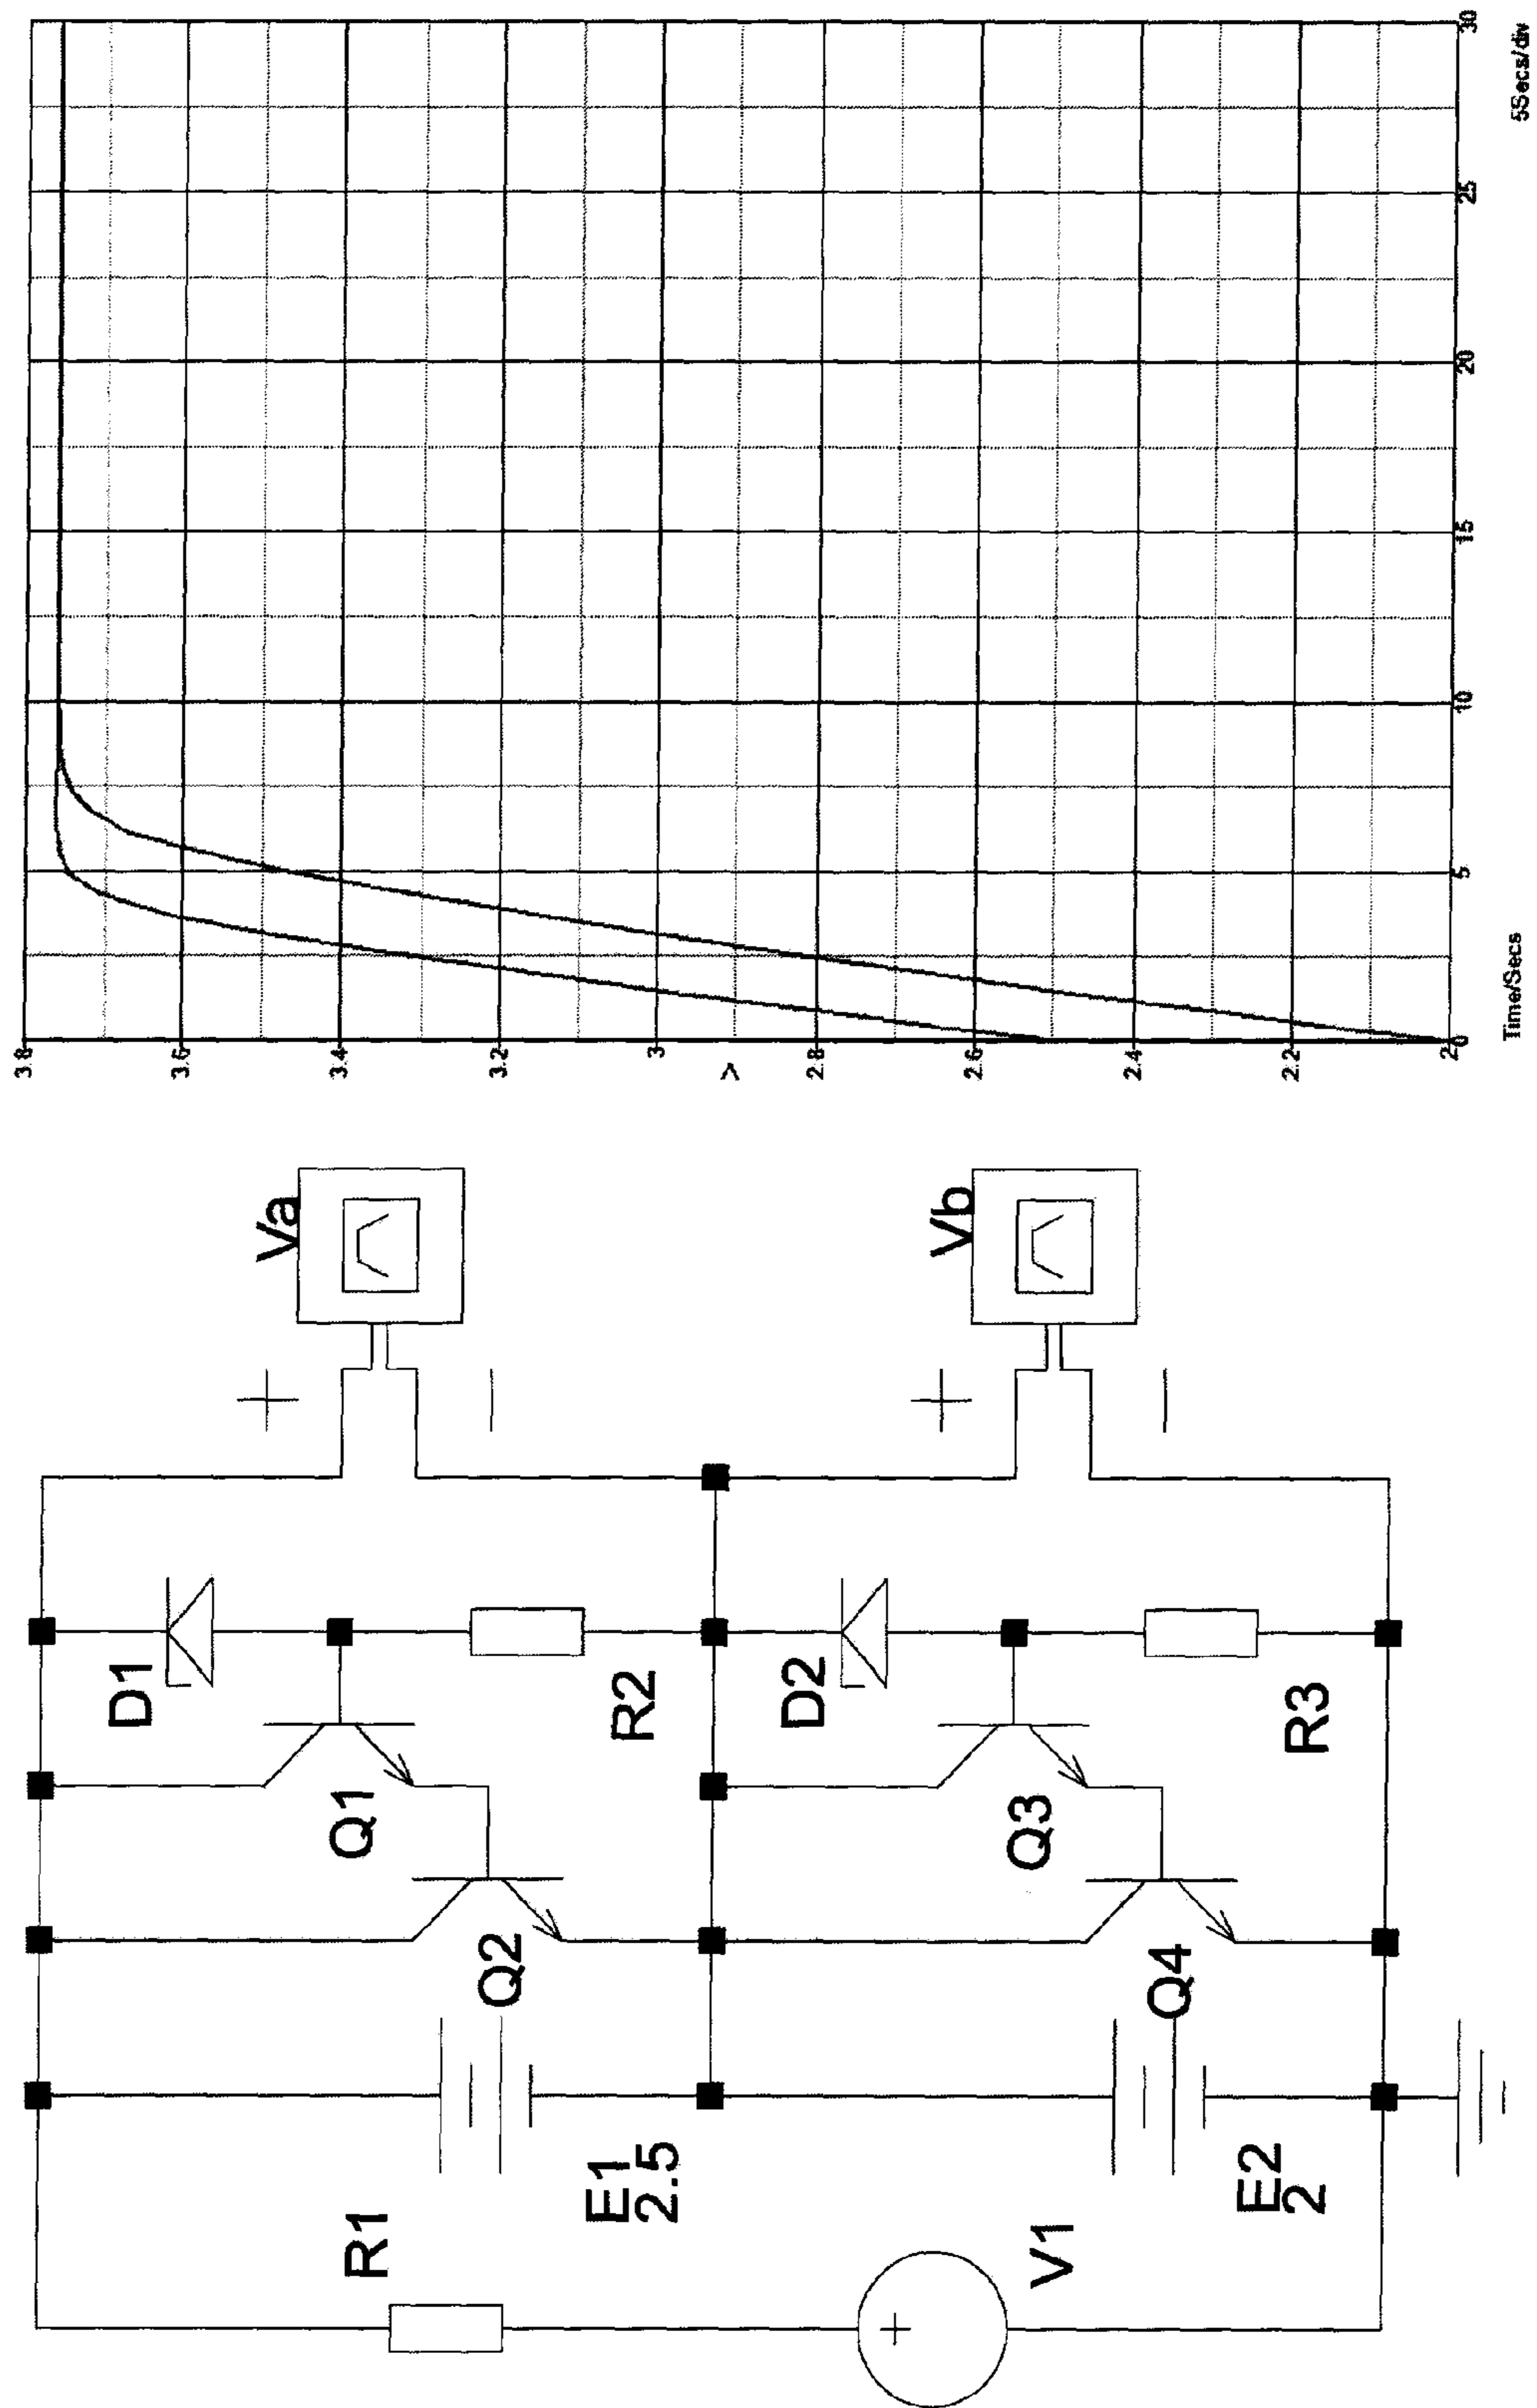 3.8
3.6
3.4
3.2
3
V
2.8
2.6
2.4
2.2
2
0
5
10
15
20
25
30
Time/Secs
5Secs/div
R1
V1
E1
2.5
E2
2
Q2
Q1
D1
R2
Q4
Q3
D2
R3
Va
Vb
+
−
+
−
+